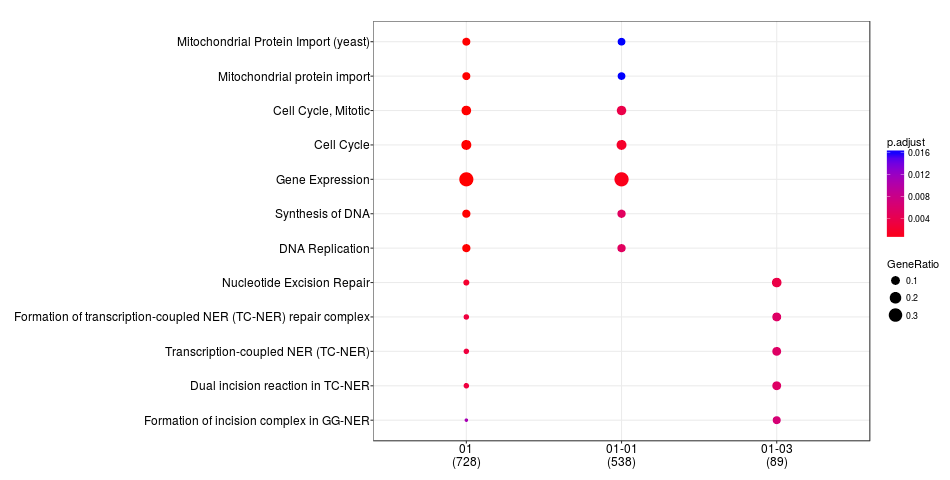 Mitochondrial Protein Import (yeast)
Mitochondrial protein import
Cell Cycle, Mitotic
Cell Cycle
Gene Expression
Synthesis of DNA
DNA Replication
Nucleotide Excision Repair
Formation of transcription-coupled NER (TC-NER) repair complex
Transcription-coupled NER (TC-NER)
Dual incision reaction in TC-NER
Formation of incision complex in GG-NER
01
(728)
01-01
(538)
01-03
(89)
p.adjust
0.016
0.012
0.008
0.004
GeneRatio
0.1
0.2
0.3